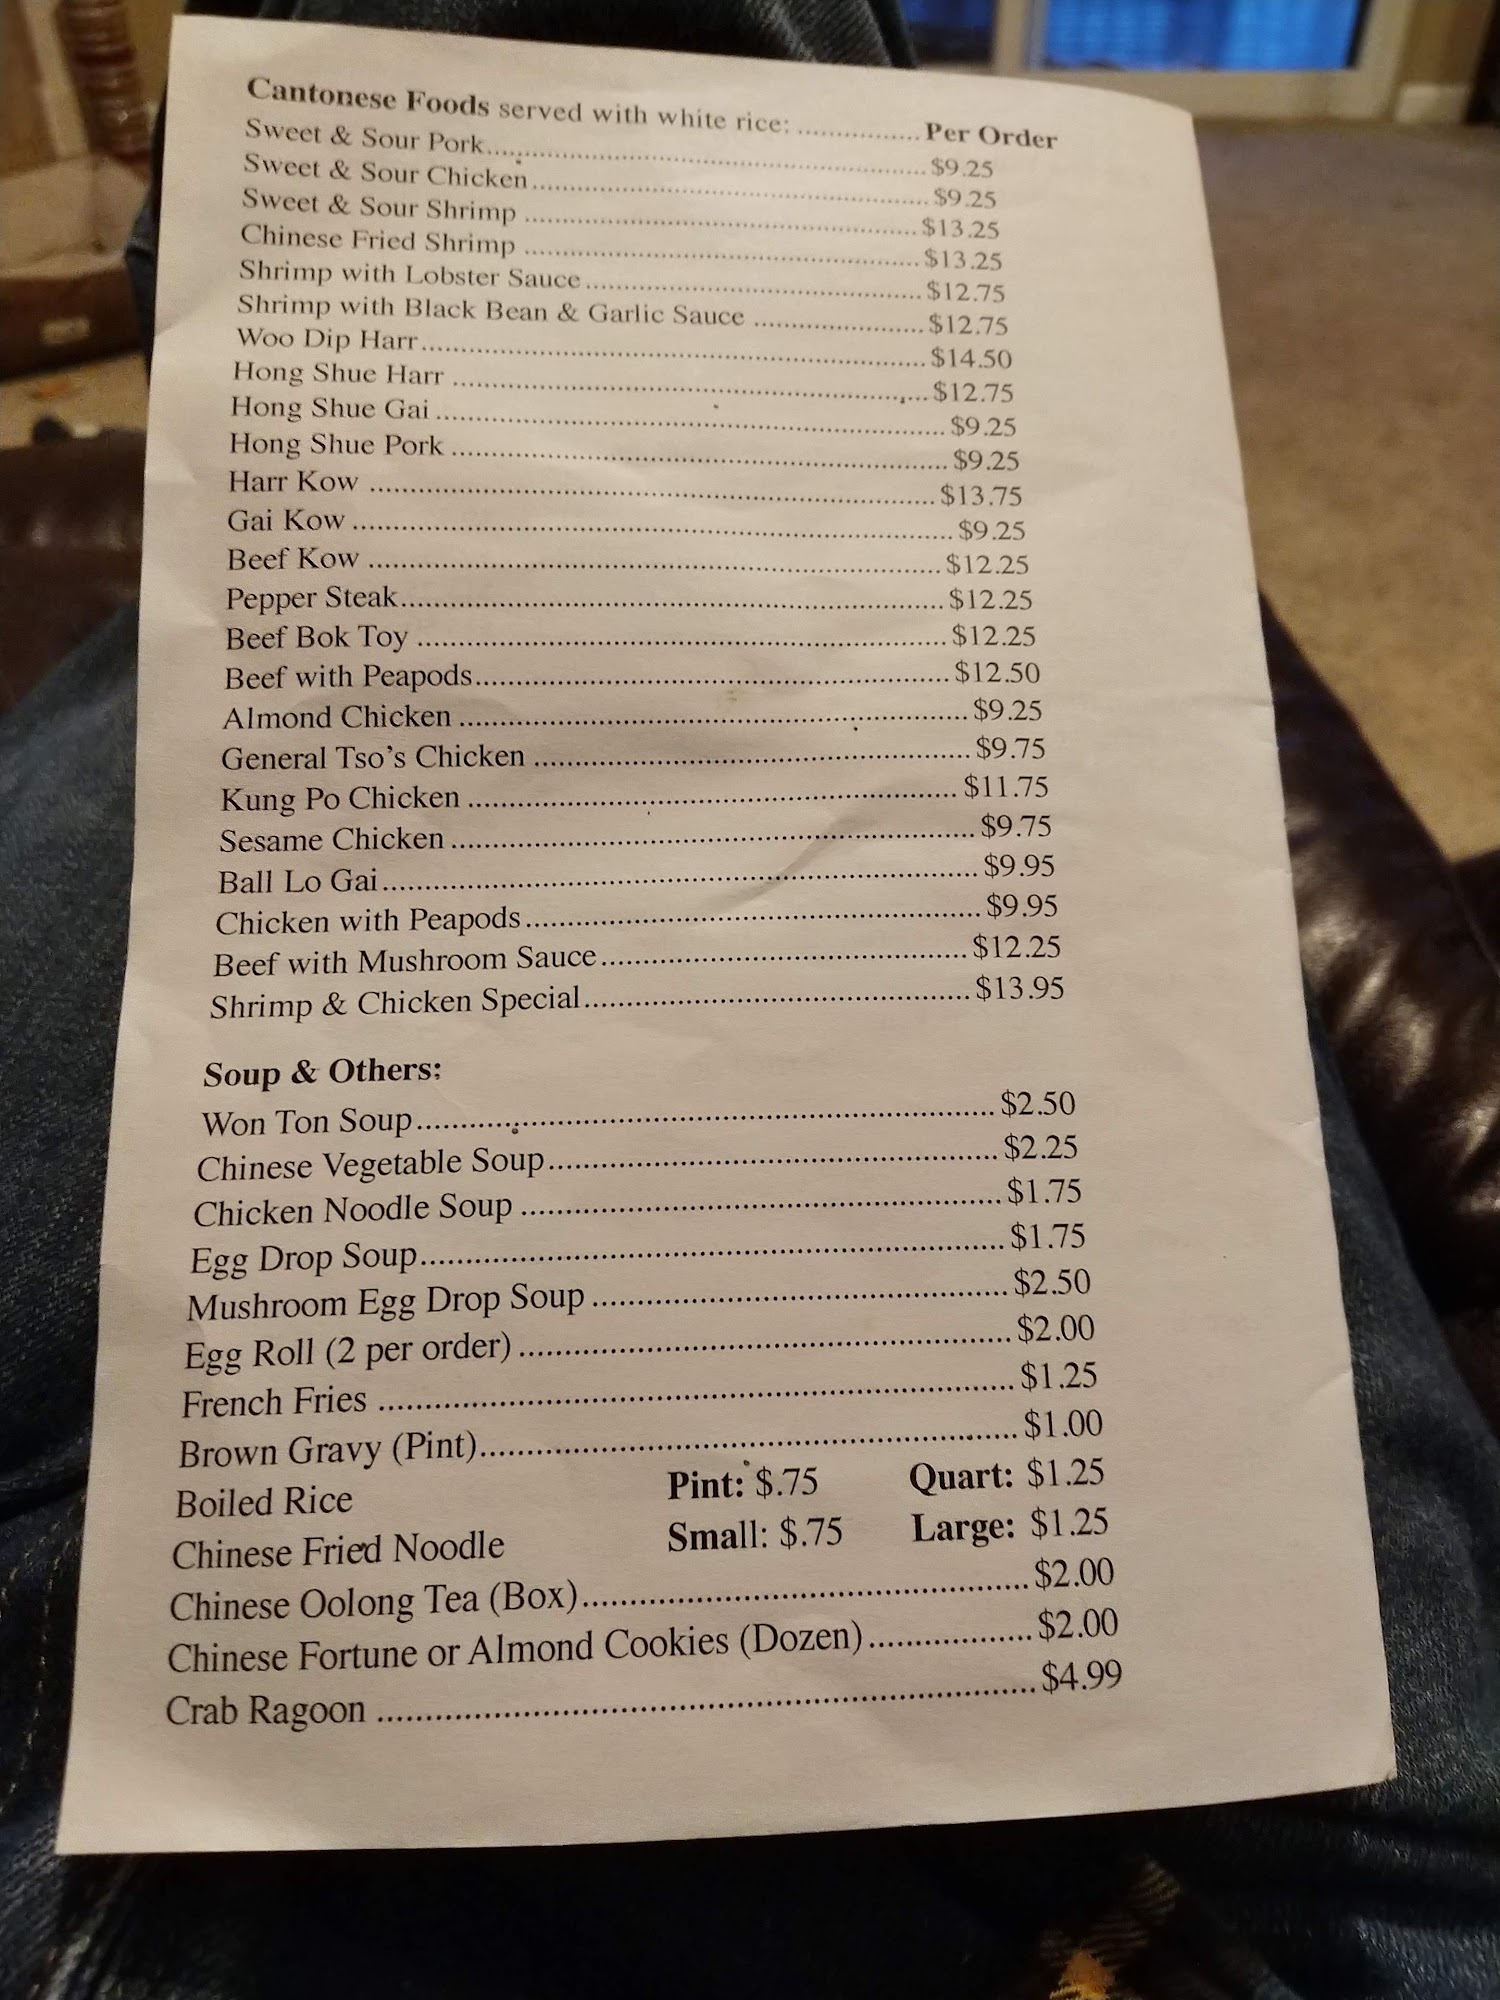 Cantonese Foods served with white rice: ................ Per Order
Sweet & Sour Pork........ $9.25
Sweet & Sour Chicken........ $9.25
Sweet & Sour Shrimp ........ $13.25
Chinese Fried Shrimp ........ $13.25
Shrimp with Lobster Sauce........ $12.75
Shrimp with Black Bean & Garlic Sauce ........ $12.75
Woo Dip Harr........ $14.50
Hong Shue Harr ........ $12.75
Hong Shue Gai ........ $9.25
Hong Shue Pork ........ $9.25
Harr Kow ........ $13.75
Gai Kow ........ $9.25
Beef Kow ........ $12.25
Pepper Steak........ $12.25
Beef Bok Toy ........ $12.25
Beef with Peapods........ $12.50
Almond Chicken ........ $9.25
General Tso's Chicken ........ $9.75
Kung Po Chicken ........ $11.75
Sesame Chicken ........ $9.75
Ball Lo Gai........ $9.95
Chicken with Peapods........ $9.95
Beef with Mushroom Sauce........ $12.25
Shrimp & Chicken Special........ $13.95
Soup & Others:
Won Ton Soup........ $2.50
Chinese Vegetable Soup........ $2.25
Chicken Noodle Soup ........ $1.75
Egg Drop Soup........ $1.75
Mushroom Egg Drop Soup ........ $2.50
Egg Roll (2 per order) ........ $2.00
French Fries ........ $1.25
Brown Gravy (Pint)........ $1.00
Boiled Rice Pint: $.75 Quart: $1.25
Chinese Fried Noodle Small: $.75 Large: $1.25
Chinese Oolong Tea (Box)........ $2.00
Chinese Fortune or Almond Cookies (Dozen)........ $2.00
Crab Ragoon ........ $4.99